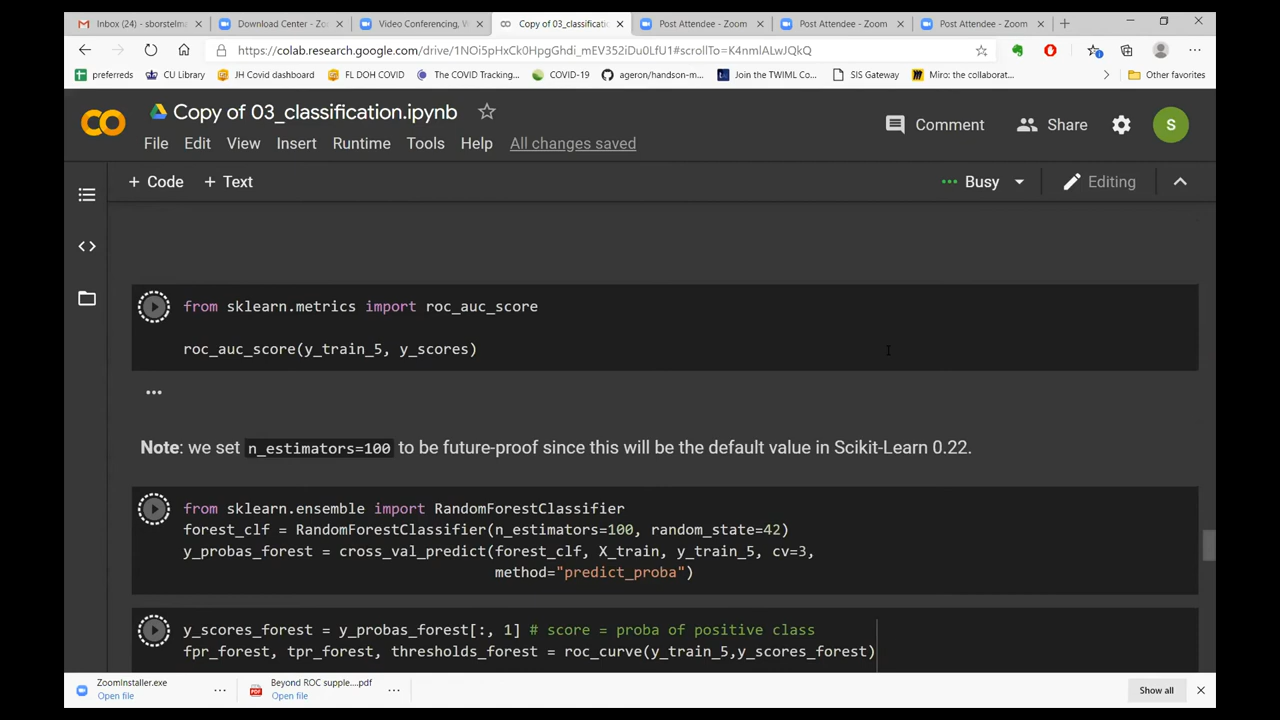 Inbox (24) - sborstelma
Download Center - Zo
Video Conferencing, W
Copy of 03_classificati
Post Attendee - Zoom
Post Attendee - Zoom
Post Attendee - Zoom
https://colab.research.google.com/drive/1NOi5pHxCk0HpgGhdi_mEV352iDu0LfU1#scrollTo=K4nmlALwJQkQ
preferreds
CU Library
JH Covid dashboard
FL DOH COVID
The COVID Tracking...
COVID-19
ageron/handson-m...
Join the TWIML Co...
SIS Gateway
Miro: the collaborat...
Other favorites
Copy of 03_classification.ipynb
Comment
Share
S
File Edit View Insert Runtime Tools Help All changes saved
+ Code + Text
Busy
Editing
from sklearn.metrics import roc_auc_score
roc_auc_score(y_train_5, y_scores)
...
Note: we set n_estimators=100 to be future-proof since this will be the default value in Scikit-Learn 0.22.
from sklearn.ensemble import RandomForestClassifier
forest_clf = RandomForestClassifier(n_estimators=100, random_state=42)
y_probas_forest = cross_val_predict(forest_clf, X_train, y_train_5, cv=3,
method="predict_proba")
y_scores_forest = y_probas_forest[:, 1] # score = proba of positive class
fpr_forest, tpr_forest, thresholds_forest = roc_curve(y_train_5,y_scores_forest)
ZoomInstaller.exe
Open file
Beyond ROC supple....pdf
Open file
Show all